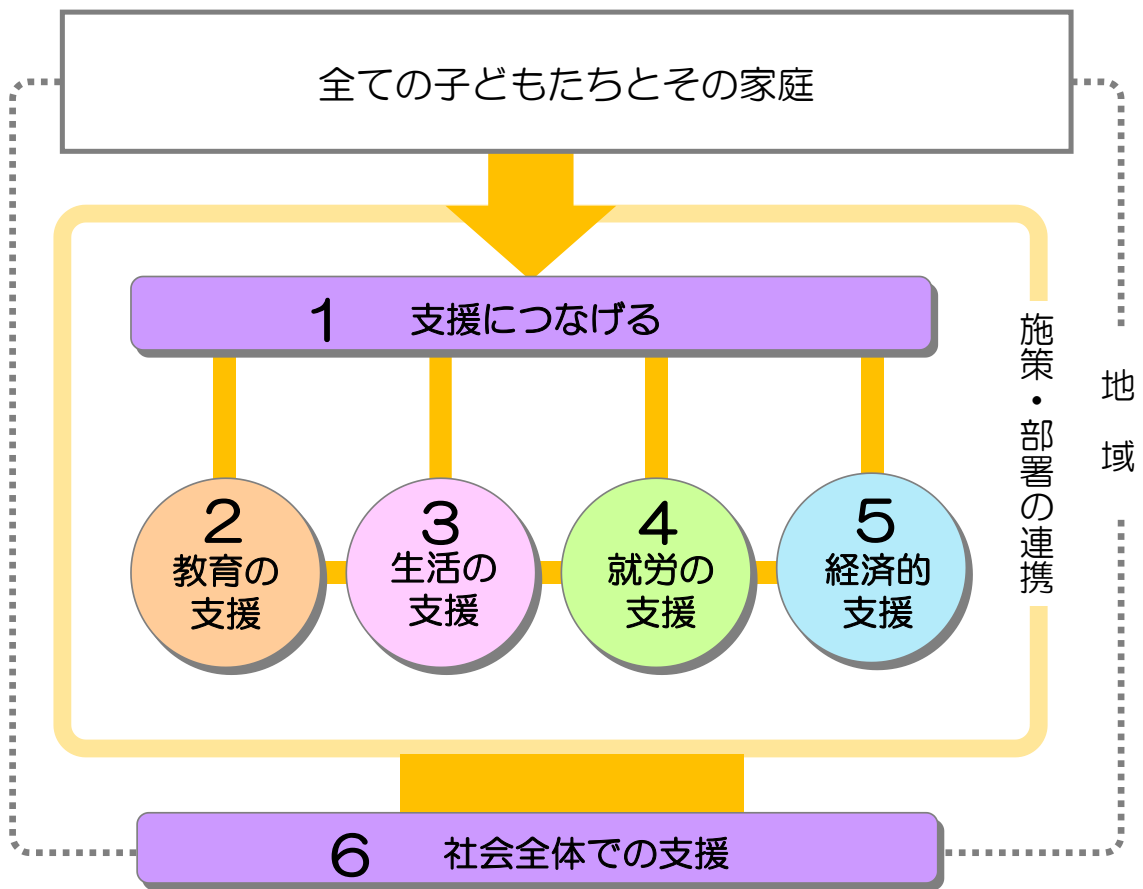 全ての子どもたちとその家庭
1 支援につなげる
2
教育の
支援
3
生活の
支援
4
就労の
支援
5
経済的
支援
施策・部署の連携
地域
6 社会全体での支援